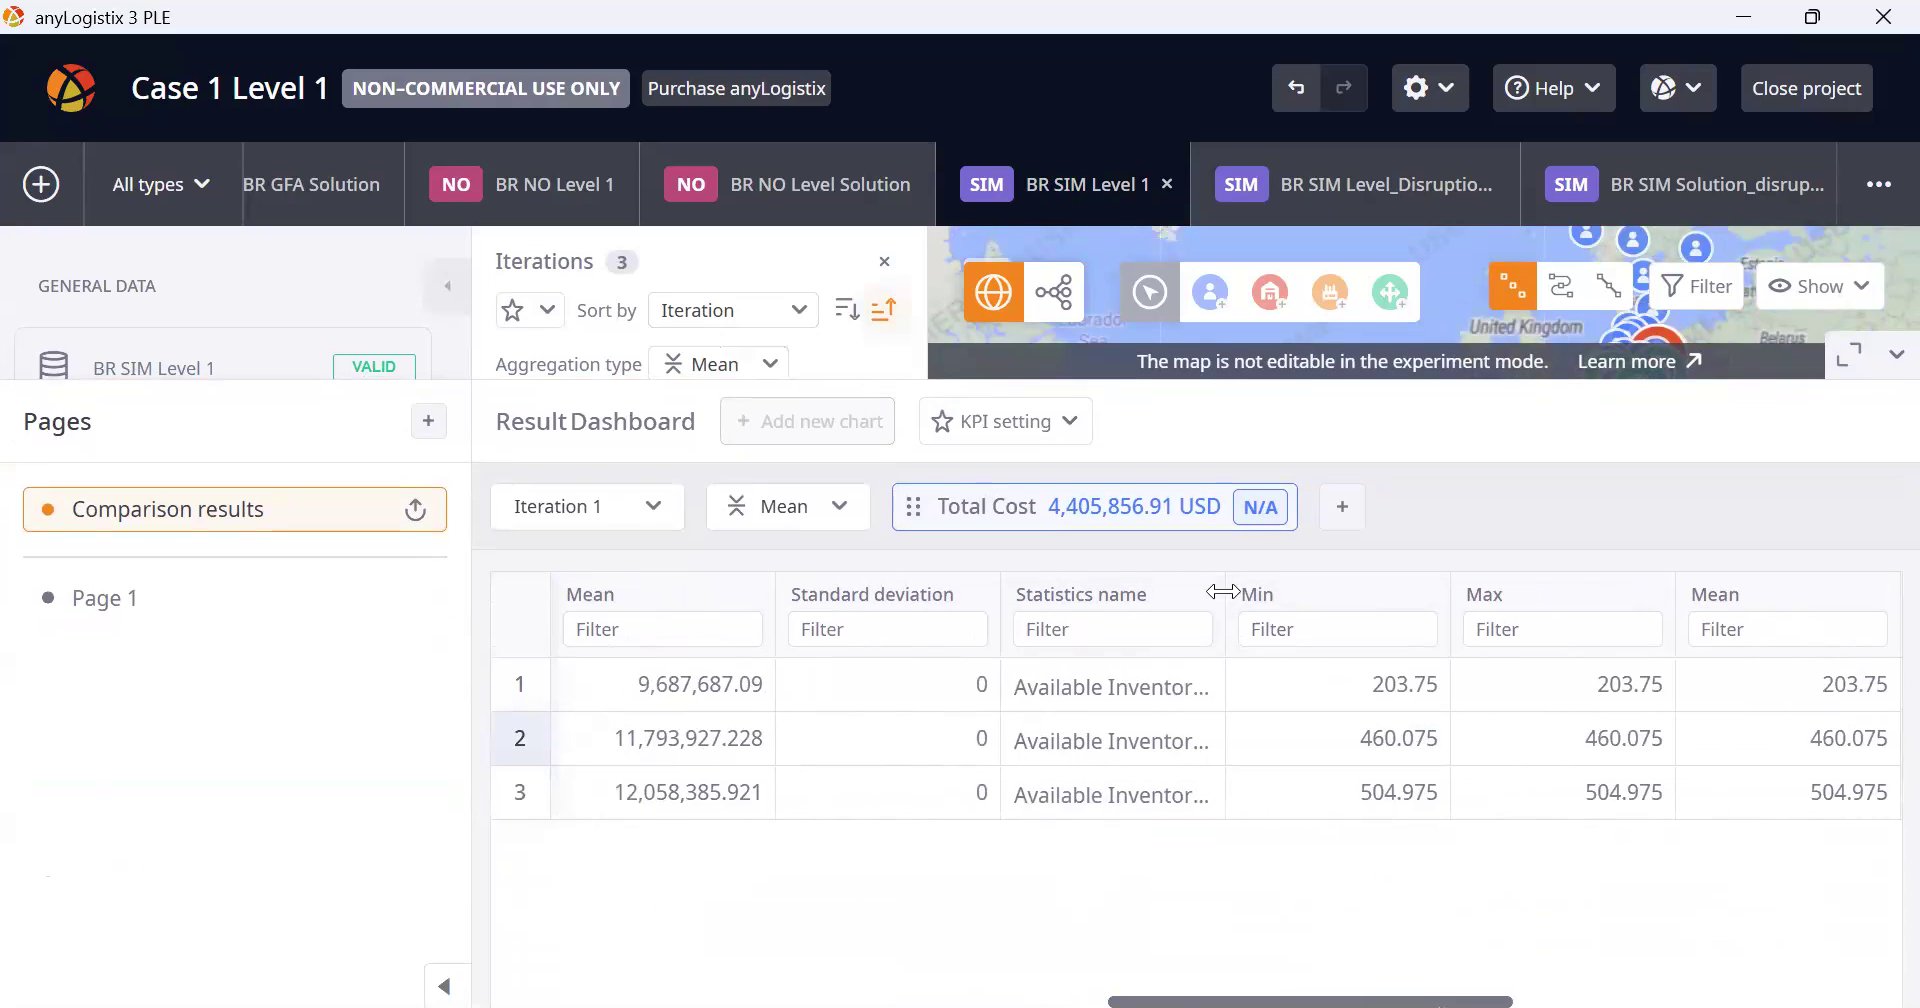 anyLogistix 3 PLE
Case 1 Level 1 NON-COMMERCIAL USE ONLY Purchase anyLogistix Help Close project
All types BR GFA Solution NO BR NO Level 1 NO BR NO Level Solution SIM BR SIM Level 1 SIM BR SIM Level_Disruptio... SIM BR SIM Solution_disrup... •••
GENERAL DATA
BR SIM Level 1 VALID
Iterations 3
Sort by Iteration
Aggregation type Mean
Filter Show
United Kingdom
Belarus
The map is not editable in the experiment mode. Learn more
Pages +
Result Dashboard + Add new chart KPI setting
Comparison results
Page 1
Iteration 1 Mean Total Cost 4,405,856.91 USD N/A +
Mean Standard deviation Statistics name Min Max Mean
Filter Filter Filter Filter Filter Filter
1 9,687,687.09 0 Available Inventor... 203.75 203.75 203.75
2 11,793,927.228 0 Available Inventor... 460.075 460.075 460.075
3 12,058,385.921 0 Available Inventor... 504.975 504.975 504.975